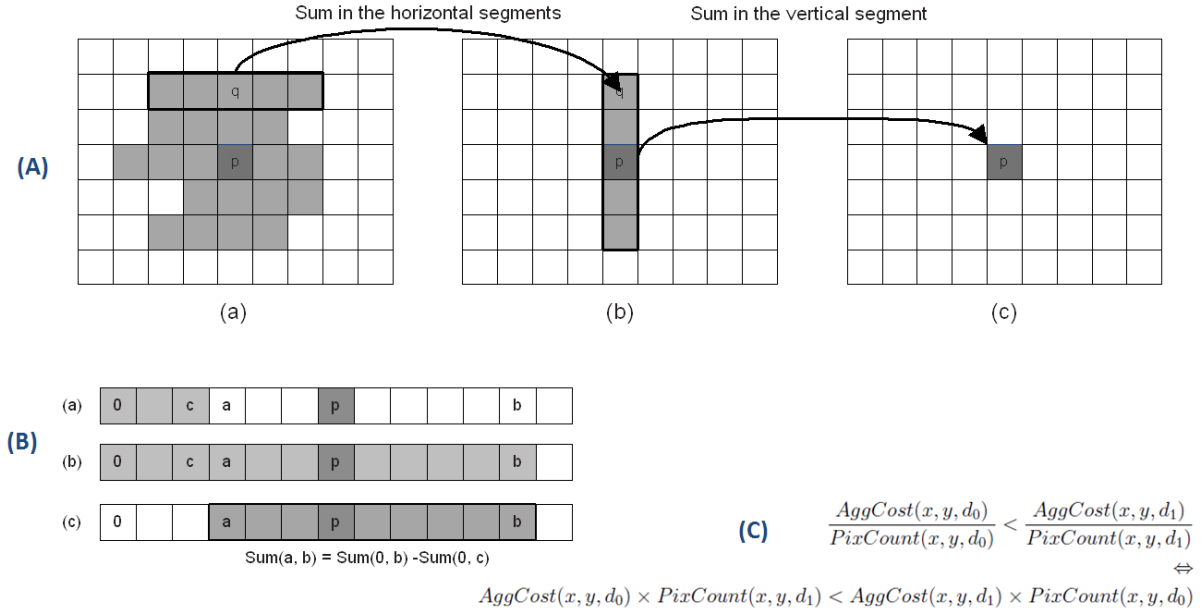 Sum in the horizontal segments
Sum in the vertical segment
q
q
(A)
p
p
p
(a)
(b)
(c)
(a) 0 c a p b
(B)
(b) 0 c a p b
(c) 0 a p b
Sum(a, b) = Sum(0, b) -Sum(0, c)
(C)
AggCost(x, y, d₀) / PixCount(x, y, d₀) < AggCost(x, y, d₁) / PixCount(x, y, d₁)
⇔
AggCost(x, y, d₀) × PixCount(x, y, d₁) < AggCost(x, y, d₁) × PixCount(x, y, d₀)